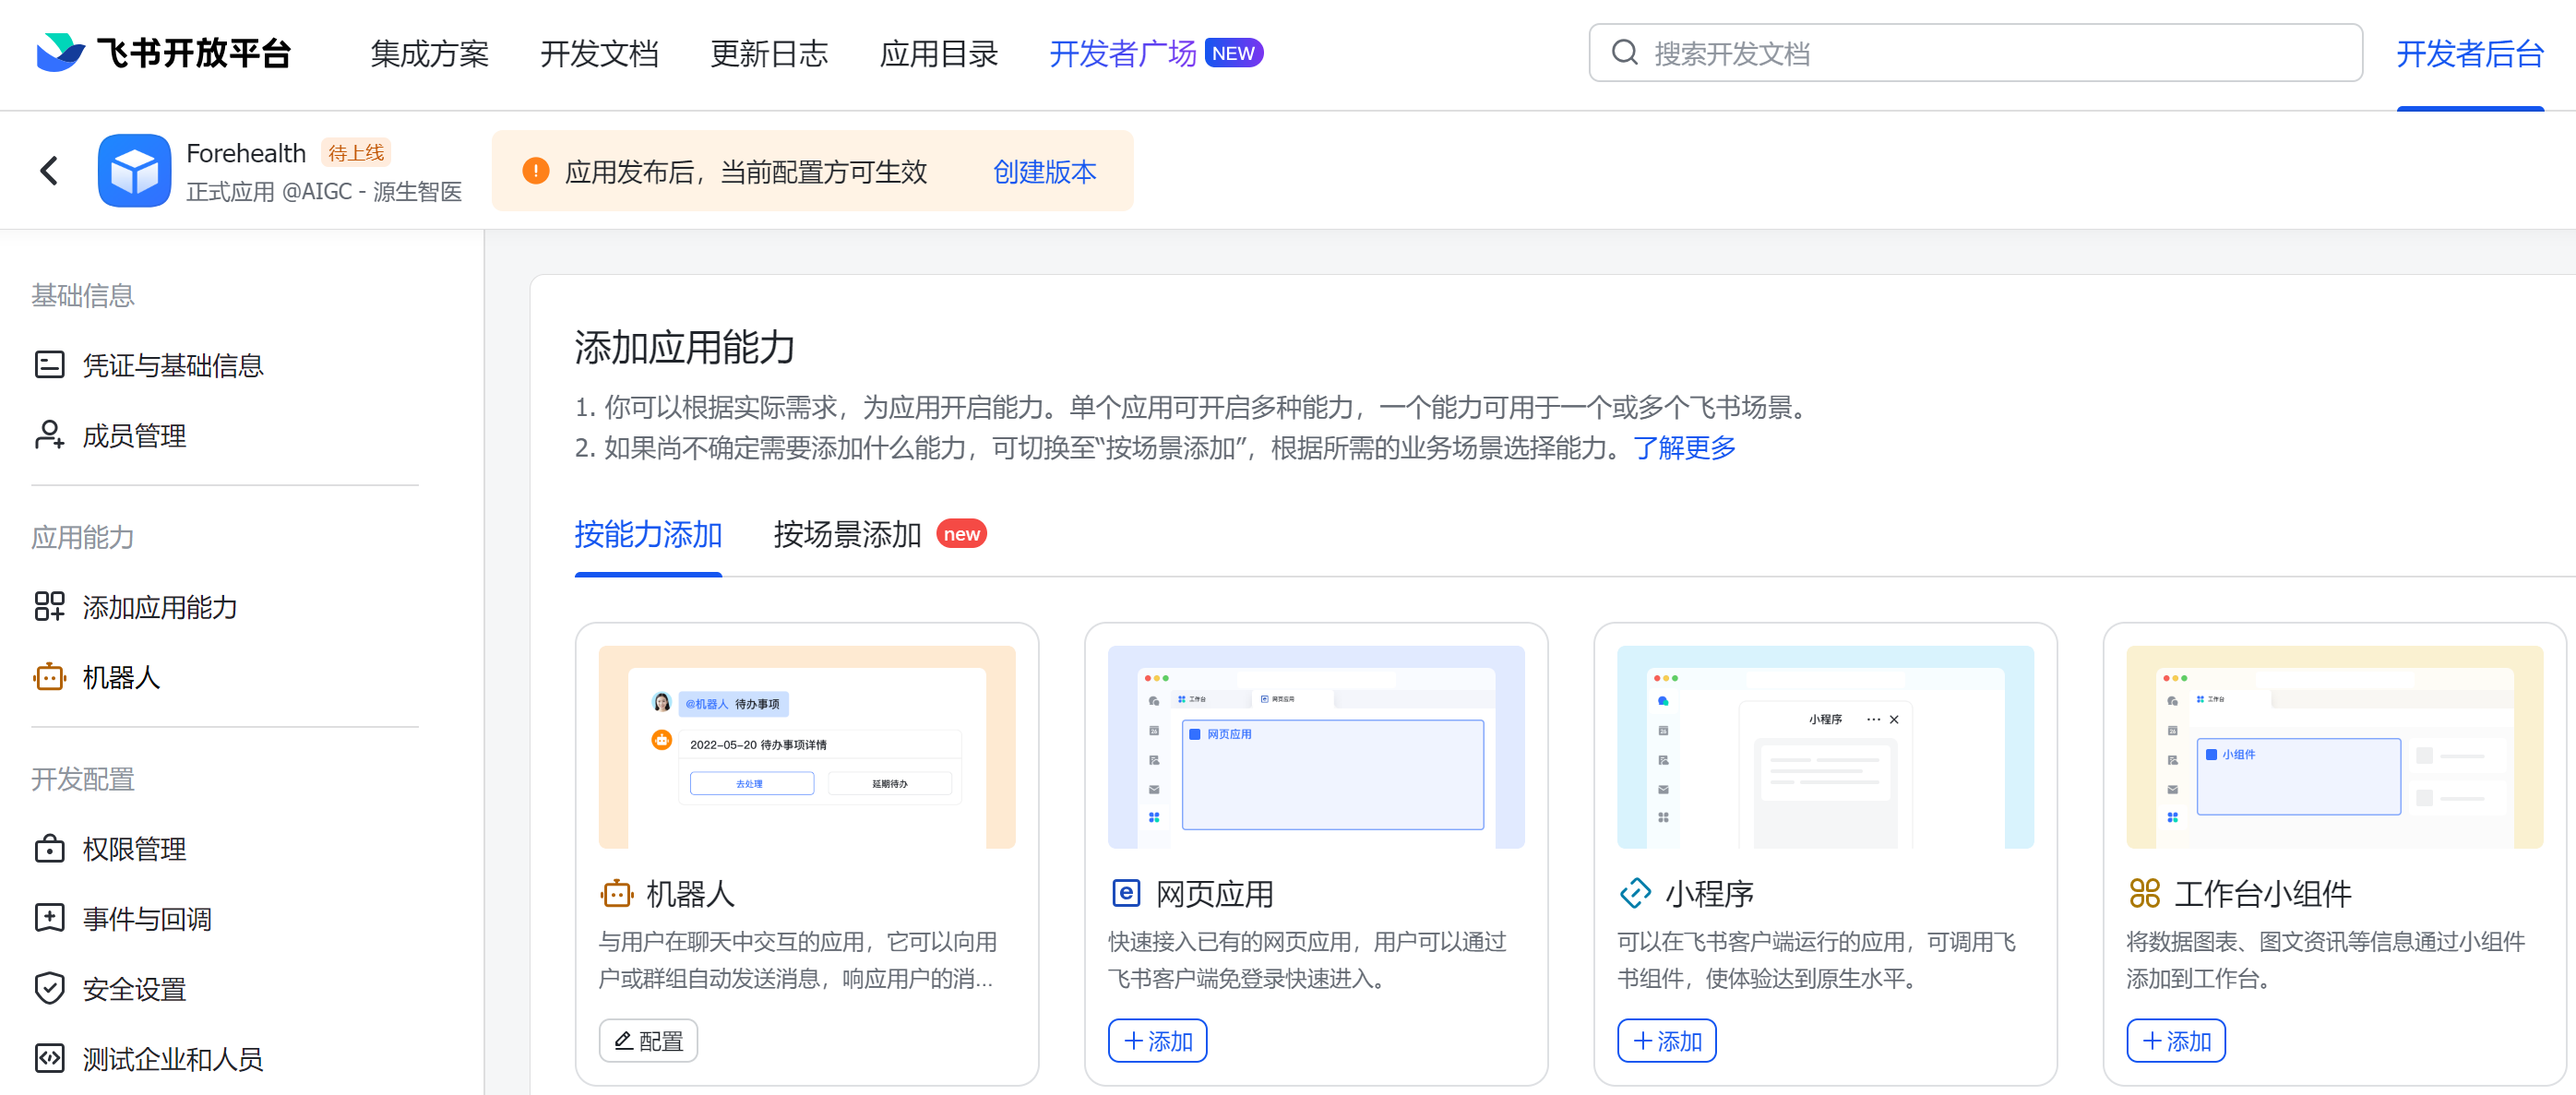 飞书开放平台
集成方案
开发文档
更新日志
应用目录
开发者广场 NEW
搜索开发文档
开发者后台
Forehealth 待上线
正式应用 @AIGC - 源生智医
应用发布后，当前配置方可生效 创建版本
基础信息
凭证与基础信息
成员管理
应用能力
添加应用能力
机器人
开发配置
权限管理
事件与回调
安全设置
测试企业和人员
添加应用能力
1. 你可以根据实际需求，为应用开启能力。单个应用可开启多种能力，一个能力可用于一个或多个飞书场景。
2. 如果尚不确定需要添加什么能力，可切换至“按场景添加”，根据所需的业务场景选择能力。了解更多
按能力添加
按场景添加 new
@机器人 待办事项
2022-05-20 待办事项详情
去处理
延期待办
机器人
与用户在聊天中交互的应用，它可以向用
户或群组自动发送消息，响应用户的消...
配置
工作台
网页应用
网页应用
网页应用
快速接入已有的网页应用，用户可以通过
飞书客户端免登录快速进入。
添加
小程序
小程序
可以在飞书客户端运行的应用，可调用飞
书组件，使体验达到原生水平。
添加
工作台
小组件
工作台小组件
将数据图表、图文资讯等信息通过小组件
添加到工作台。
添加